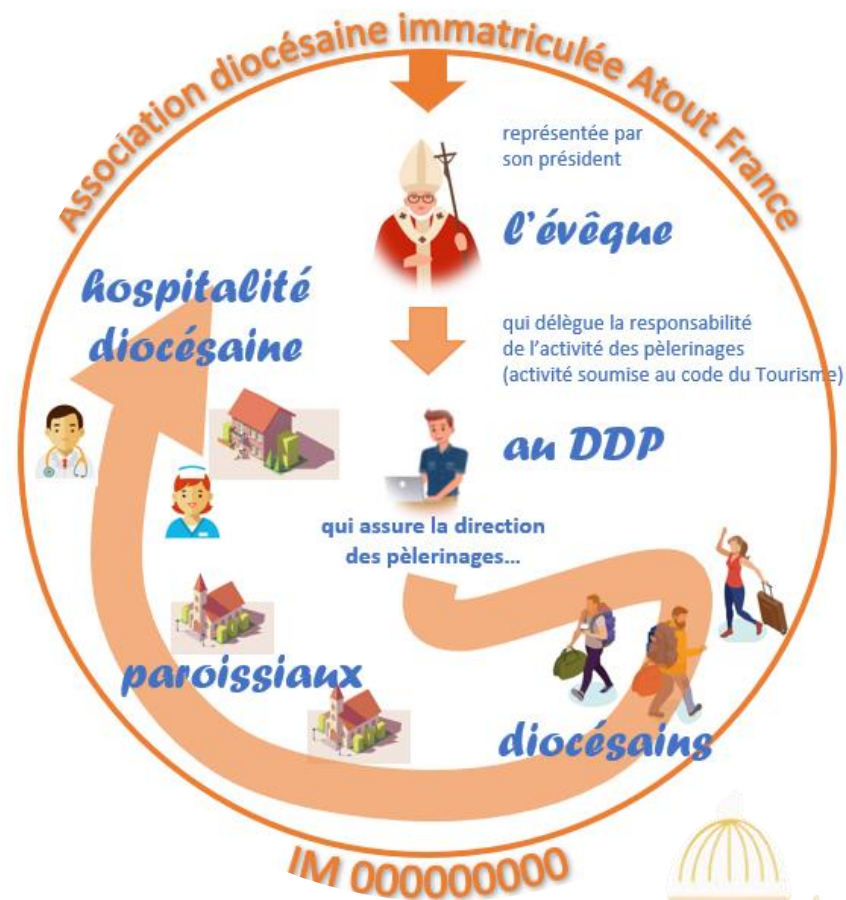 Association diocésaine immatriculée Atout France
représentée par
son président
l'évêque
qui délègue la responsabilité
de l'activité des pèlerinages
(activité soumise au code du Tourisme)
au DDP
qui assure la direction
des pèlerinages...
diocésains
paroissiaux
hospitalité
diocésaine
IM 000000000